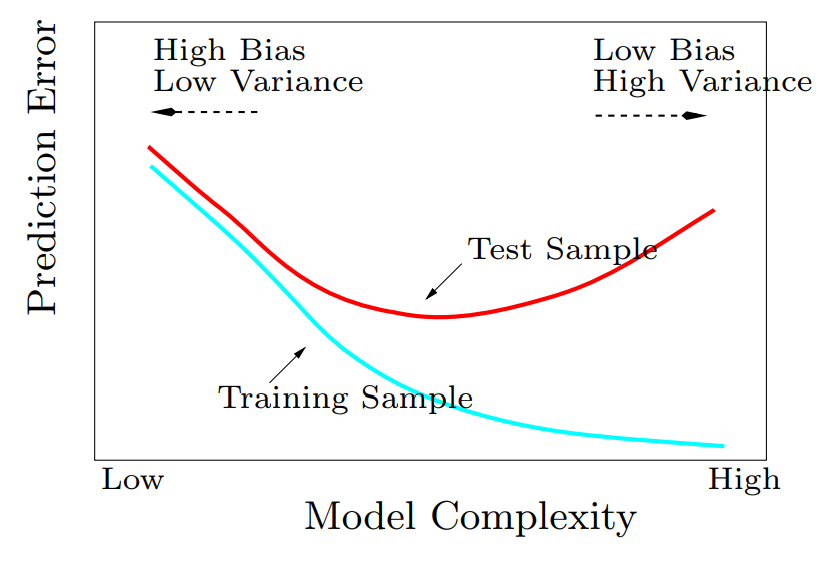 High Bias
Low Variance
Low Bias
High Variance
Prediction Error
Test Sample
Training Sample
Low
High
Model Complexity